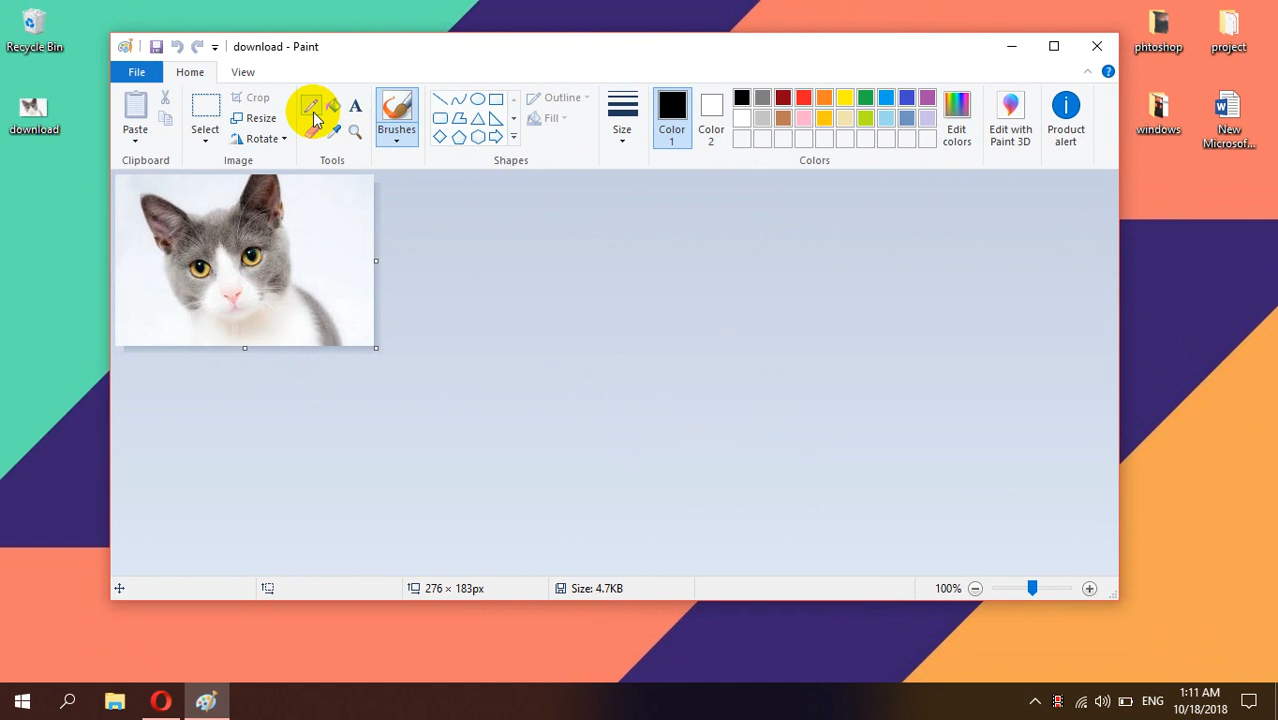 Recycle Bin
download
phtoshop
project
windows
New
Microsof...
download - Paint
File
Home
View
Paste
Clipboard
Select
Crop
Resize
Rotate
Image
A
Tools
Brushes
Outline
Fill
Shapes
Size
Color
1
Color
2
Edit
colors
Colors
Edit with
Paint 3D
Product
alert
276 × 183px
Size: 4.7KB
100%
ENG
1:11 AM
10/18/2018